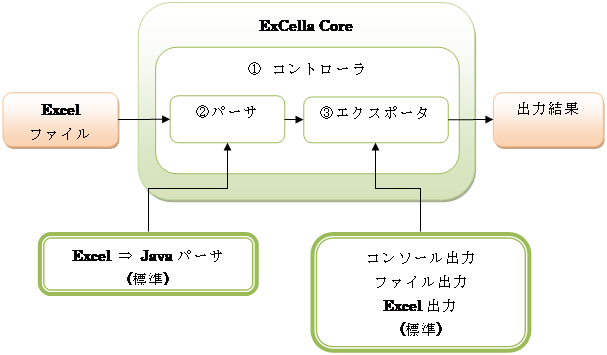 ExCella Core
① コントローラ
Excel
ファイル
②パーサ
③エクスポータ
出力結果
Excel ⇒ Java パーサ
(標準)
コンソール出力
ファイル出力
Excel 出力
(標準)